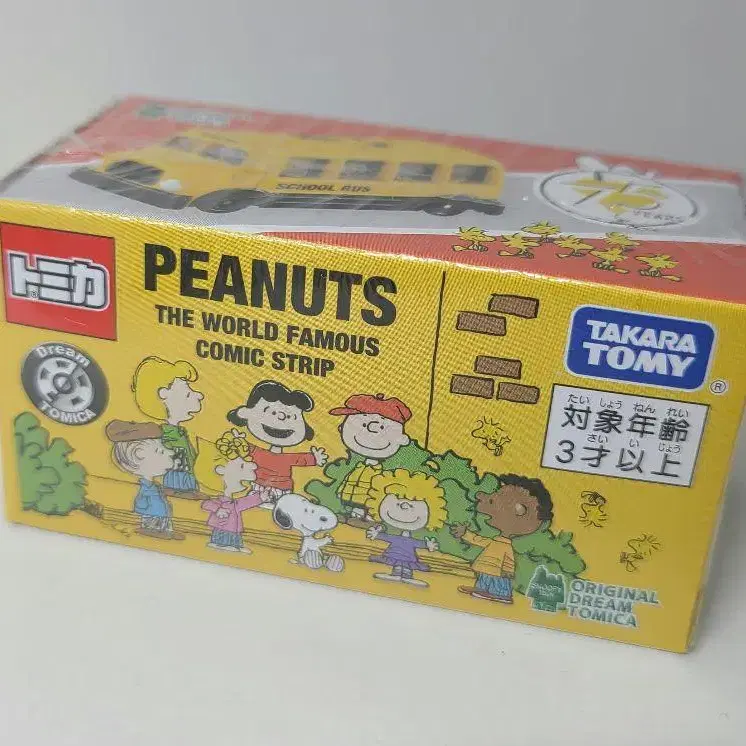 SCHOOL BUS
トミカ
PEANUTS
THE WORLD FAMOUS
COMIC STRIP
Dream
TOMICA
TAKARA
TOMY
®
たい しょう ねん れい
対象年齢
さい い じょう
3才以上
ORIGINAL
DREAM
TOMICA